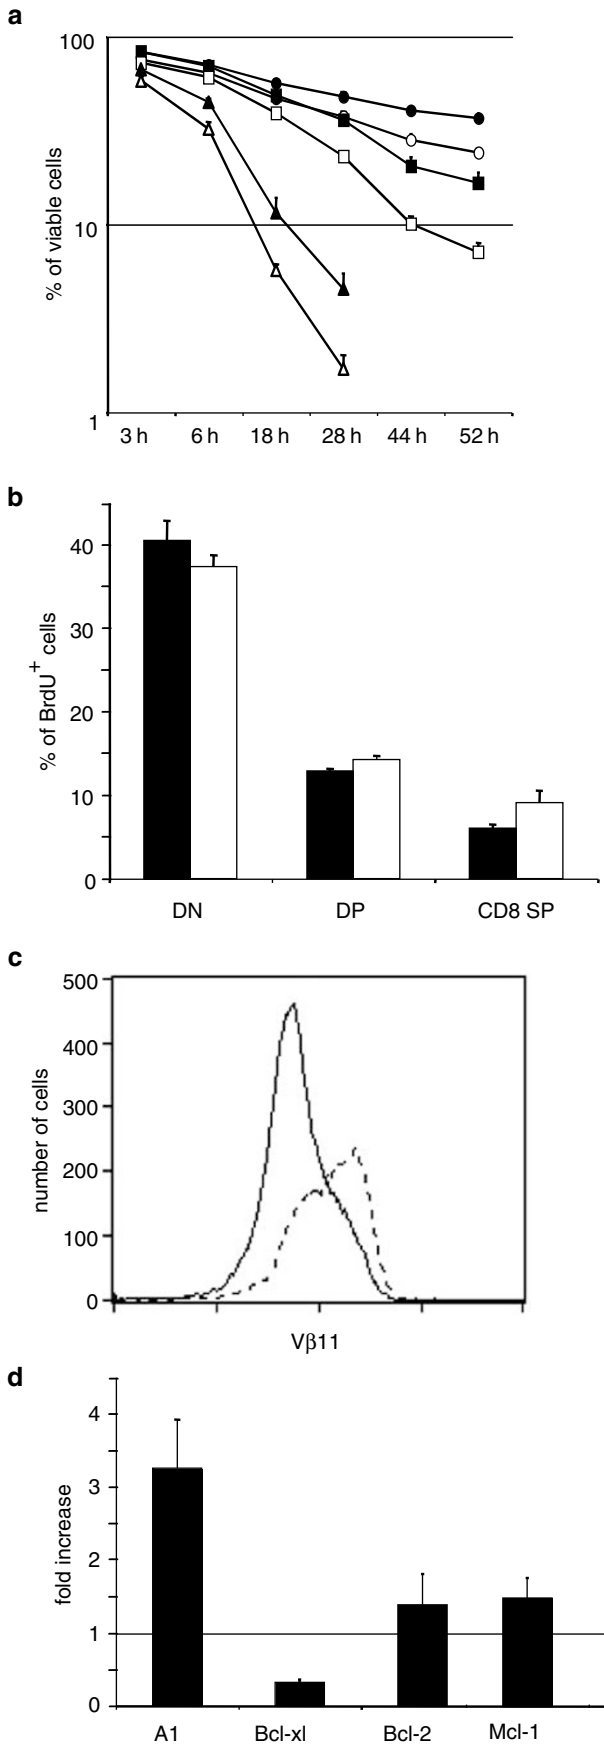 a
100
10
1
% of viable cells
3 h 6 h 18 h 28 h 44 h 52 h
b
40
30
20
10
0
% of BrdU+ cells
DN DP CD8 SP
c
500
400
300
200
100
0
number of cells
Vβ11
d
4
3
2
1
0
fold increase
A1 Bcl-xl Bcl-2 Mcl-1